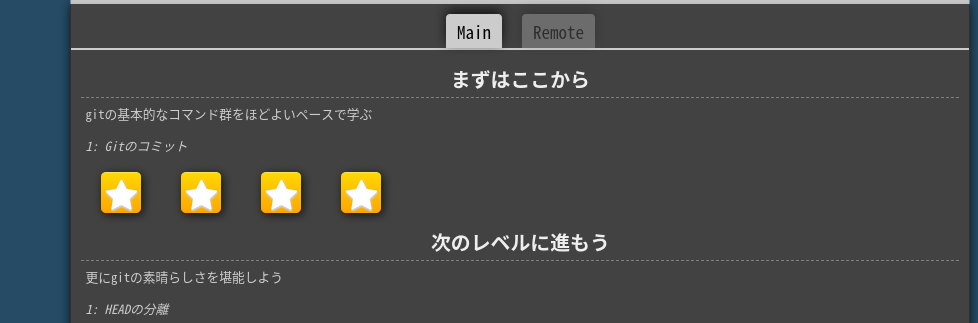 Main
Remote
まずはここから
gitの基本的なコマンド群をほどよいペースで学ぶ
1: Gitのコミット
次のレベルに進もう
更にgitの素晴らしさを堪能しよう
1: HEADの分離